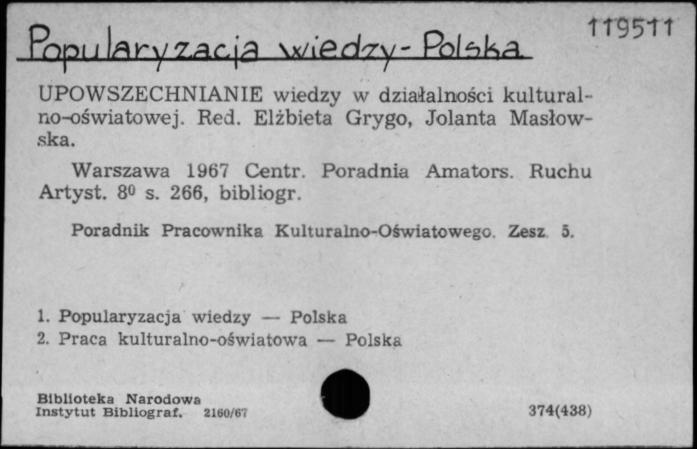 119511
Popularyzacja wiedzy - Polska
UPOWSZECHNIANIE wiedzy w działalności kultural-
no-oświatowej. Red. Elżbieta Grygo, Jolanta Masłow-
ska.
Warszawa 1967 Centr. Poradnia Amators. Ruchu
Artyst. 8⁰ s. 266, bibliogr.
Poradnik Pracownika Kulturalno-Oświatowego. Zesz. 5.
1. Popularyzacja wiedzy — Polska
2. Praca kulturalno-oświatowa — Polska
Biblioteka Narodowa
Instytut Bibliograf. 2160/67
374(438)